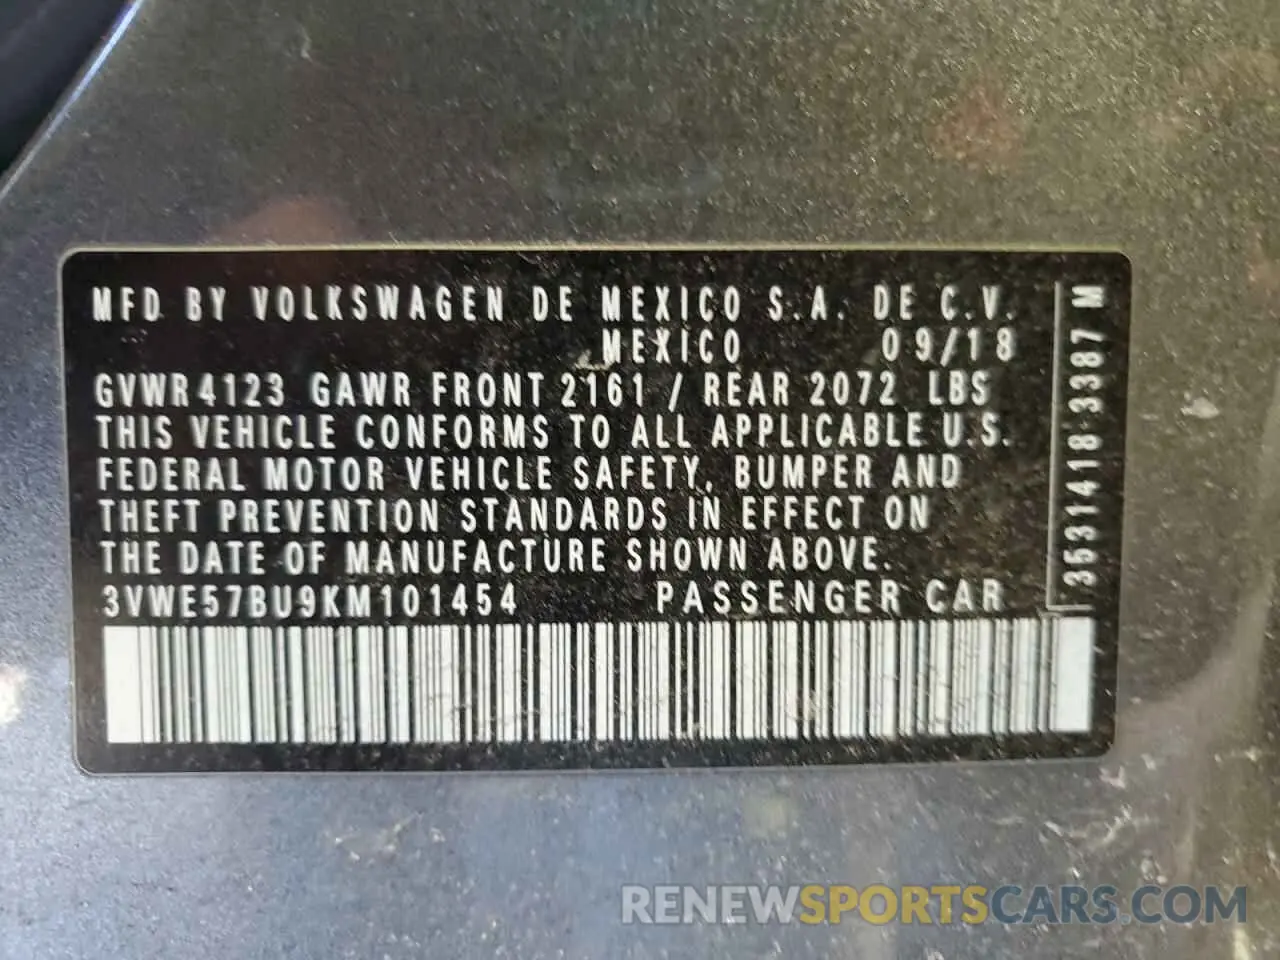 MFD BY VOLKSWAGEN DE MEXICO S.A. DE C.V.
MEXICO 09/18
GVWR 4123 GAWR FRONT 2161 / REAR 2072 LBS
THIS VEHICLE CONFORMS TO ALL APPLICABLE U.S.
FEDERAL MOTOR VEHICLE SAFETY, BUMPER AND
THEFT PREVENTION STANDARDS IN EFFECT ON
THE DATE OF MANUFACTURE SHOWN ABOVE.
3VWE57BU9KM101454 PASSENGER CAR
3531418 3387 M
RENEWSPORTSCARS.COM